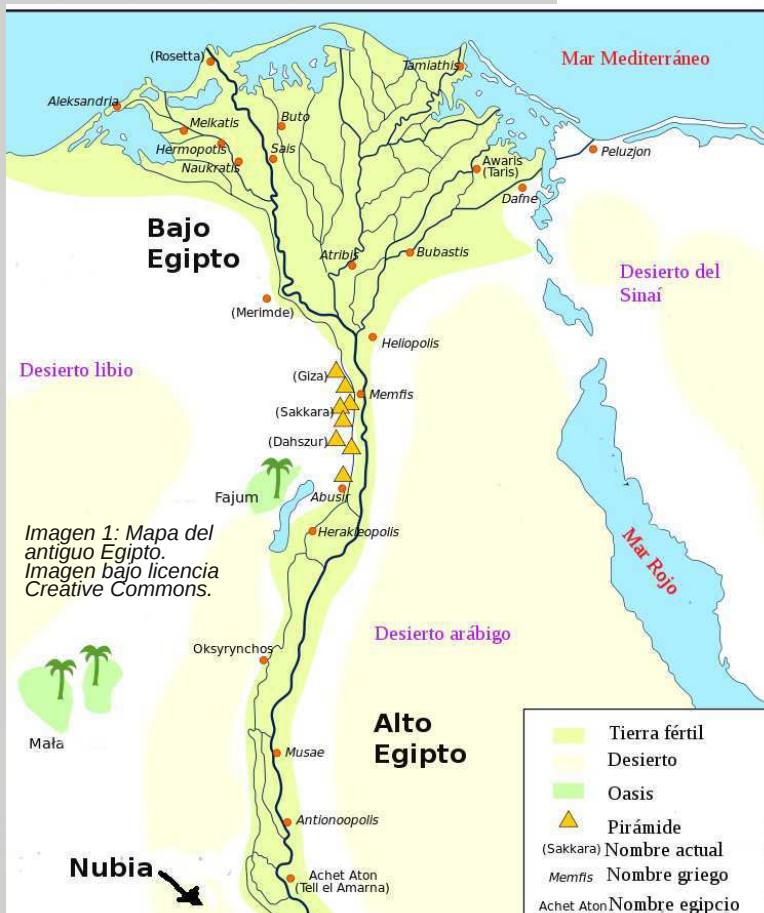 (Rosetta)
Tamiathis
Mar Mediterráneo
Aleksandria
Melkatis
Buto
Hermopotis
Sais
Naukratis
Awaris
(Taris)
Peluzjon
Dafne
Bajo
Egipto
Atribis
Bubastis
Desierto del
Sinaí
(Merimde)
Heliopolis
Desierto libio
(Giza)
Memfis
(Sakkara)
(Dahszur)
Fajum
Abusir
Imagen 1: Mapa del
antiguo Egipto.
Imagen bajo licencia
Creative Commons.
Herakleopolis
Mar Rojo
Desierto arábigo
Oksyrynchos
Mała
Alto
Egipto
Musae
Antionoopolis
Nubia
Achet Aton
(Tell el Amarna)
Tierra fértil
Desierto
Oasis
Pirámide
(Sakkara) Nombre actual
Memfis Nombre griego
Achet Aton Nombre egipcio